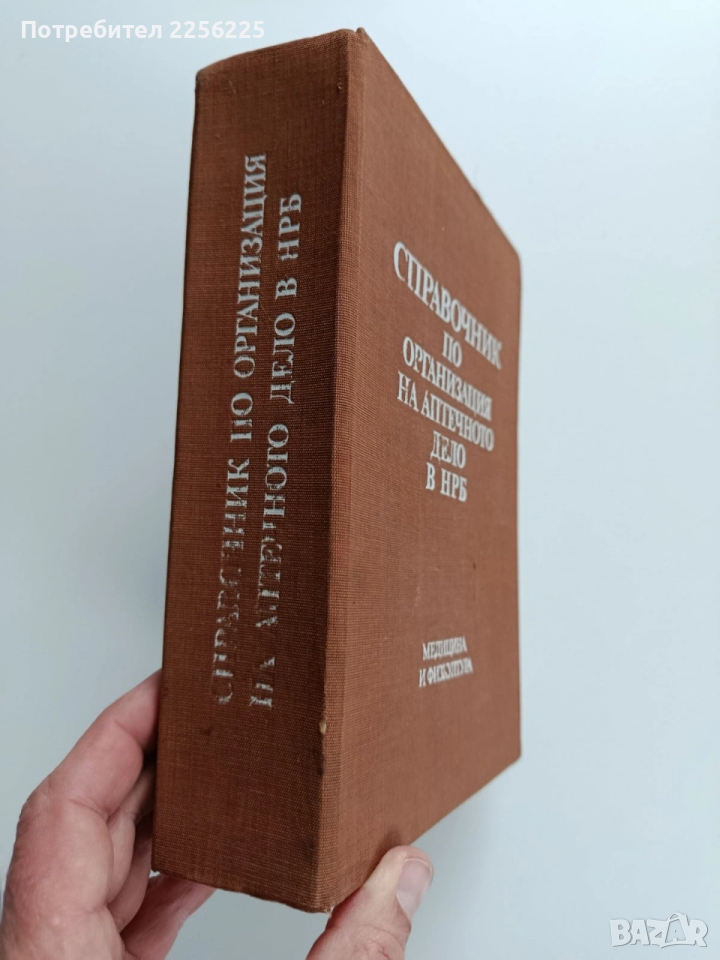 Потребител 2256225
СПРАВОЧНИК ПО ОРГАНИЗАЦИЯ
НА АПТЕЧНОТО ДЕЛО В НРБ
СПРАВОЧНИК
ПО
ОРГАНИЗАЦИЯ
НА АПТЕЧНОТО
ДЕЛО
В НРБ
МЕДИЦИНА
И ФИЗКУЛТУРА
BAZAR